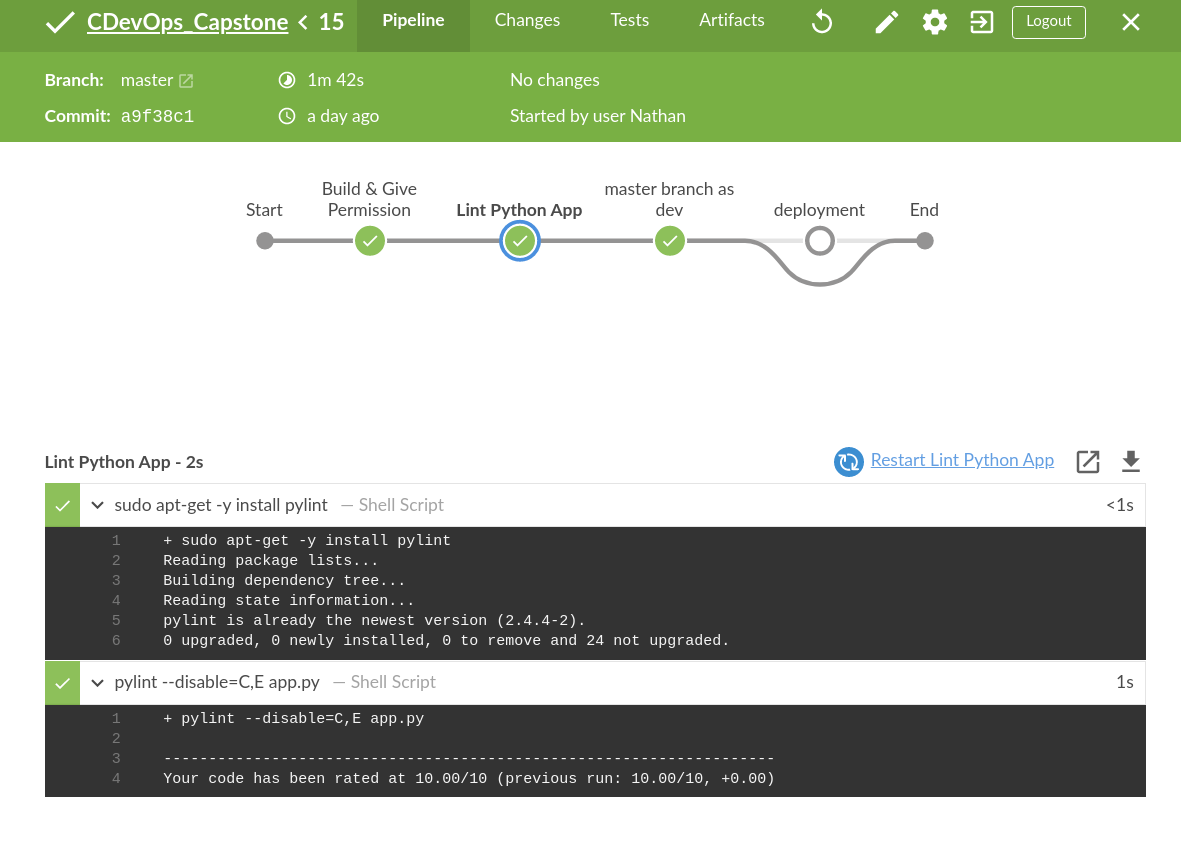 CDevOps_Capstone < 15 Pipeline Changes Tests Artifacts Logout
Branch: master 1m 42s No changes
Commit: a9f38c1 a day ago Started by user Nathan
Start
Build & Give
Permission
Lint Python App
master branch as
dev
deployment
End
Lint Python App - 2s Restart Lint Python App
sudo apt-get -y install pylint — Shell Script <1s
1 + sudo apt-get -y install pylint
2 Reading package lists...
3 Building dependency tree...
4 Reading state information...
5 pylint is already the newest version (2.4.4-2).
6 0 upgraded, 0 newly installed, 0 to remove and 24 not upgraded.
pylint --disable=C,E app.py — Shell Script 1s
1 + pylint --disable=C,E app.py
2
3 --------------------------------------------------------------------
4 Your code has been rated at 10.00/10 (previous run: 10.00/10, +0.00)